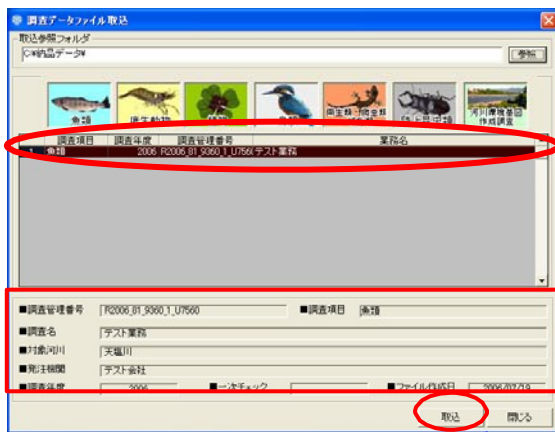 調査データファイル取込
取込参照フォルダ
C:¥納品データ¥
参照
魚類
底生動物
両生類・爬虫類
陸上昆虫類
河川環境基図
作成調査
調査項目 調査年度 調査管理番号 業務名
1 魚類 2006 R2006_81_9360_1_U756 テスト業務
■調査管理番号 R2006_81_9360_1_U7560 ■調査項目 魚類
■調査名 テスト業務
■対象河川 天塩川
■発注機関 テスト会社
■調査年度 2006 ■一次チェック ■ファイル作成日 2006/07/19
取込 閉じる